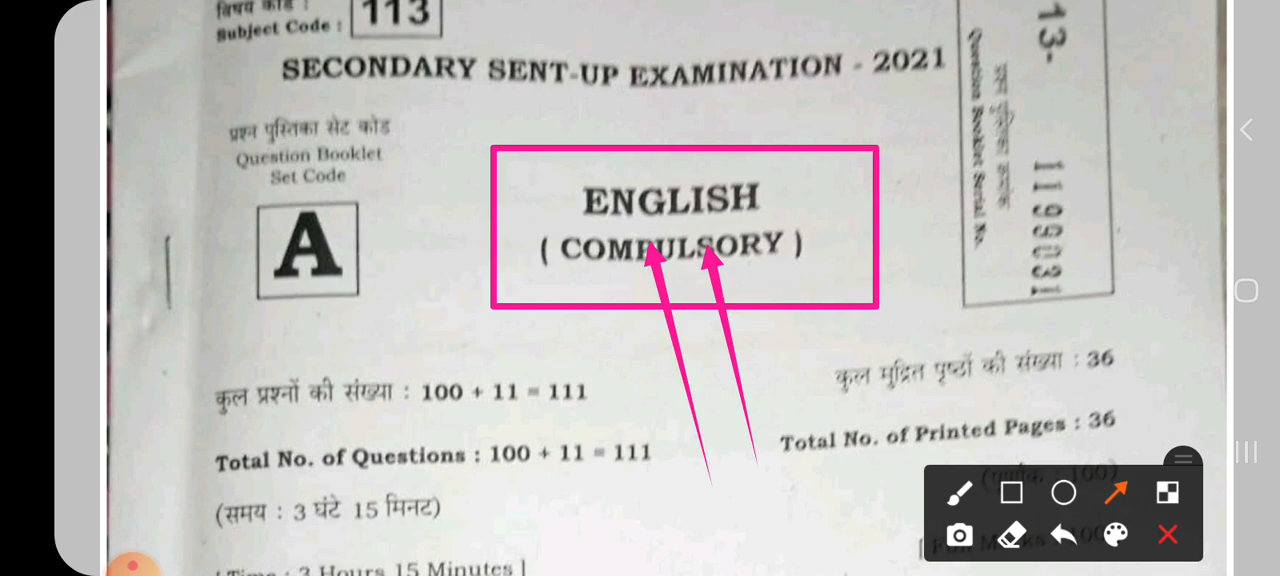 विषय कोड :
Subject Code :
113
SECONDARY SENT-UP EXAMINATION - 2021
प्रश्न पुस्तिका सेट कोड
Question Booklet
Set Code
A
ENGLISH
( COMPULSORY )
13-
119903
प्रश्न पुस्तिका क्रमांक
Question Booklet Serial No.
कुल प्रश्नों की संख्या : 100 + 11 = 111
कुल मुद्रित पृष्ठों की संख्या : 36
Total No. of Questions : 100 + 11 = 111
Total No. of Printed Pages : 36
(समय : 3 घंटे 15 मिनट)
(पूर्णांक : 100)
[ Time : 3 Hours 15 Minutes ]